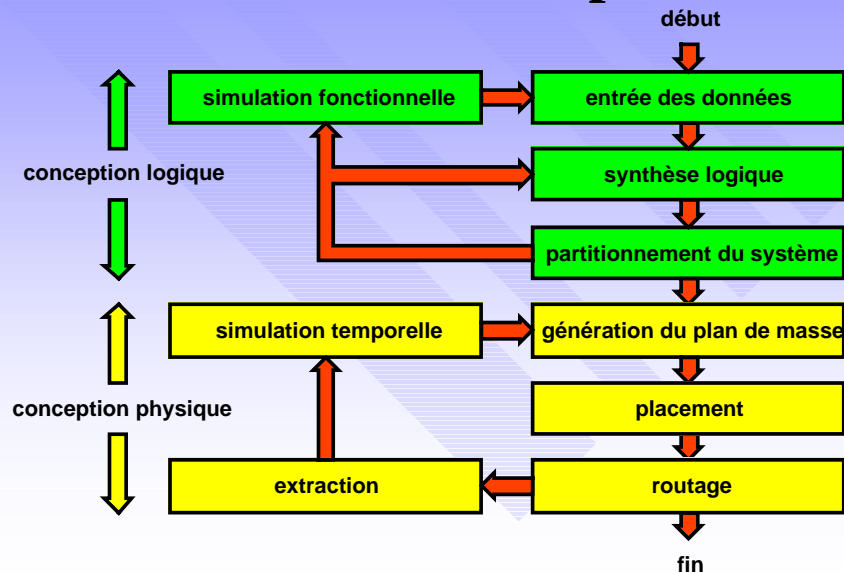 début
simulation fonctionnelle
entrée des données
conception logique
synthèse logique
partitionnement du système
simulation temporelle
génération du plan de masse
conception physique
placement
extraction
routage
fin